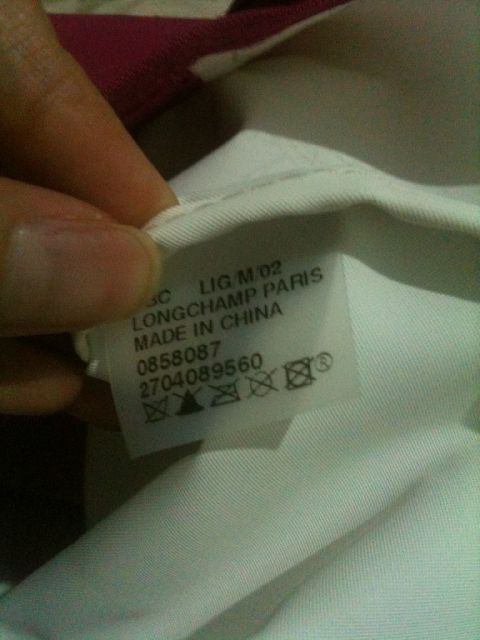 LIG/M/02
LONGCHAMP PARIS
MADE IN CHINA
0858087
2704089560